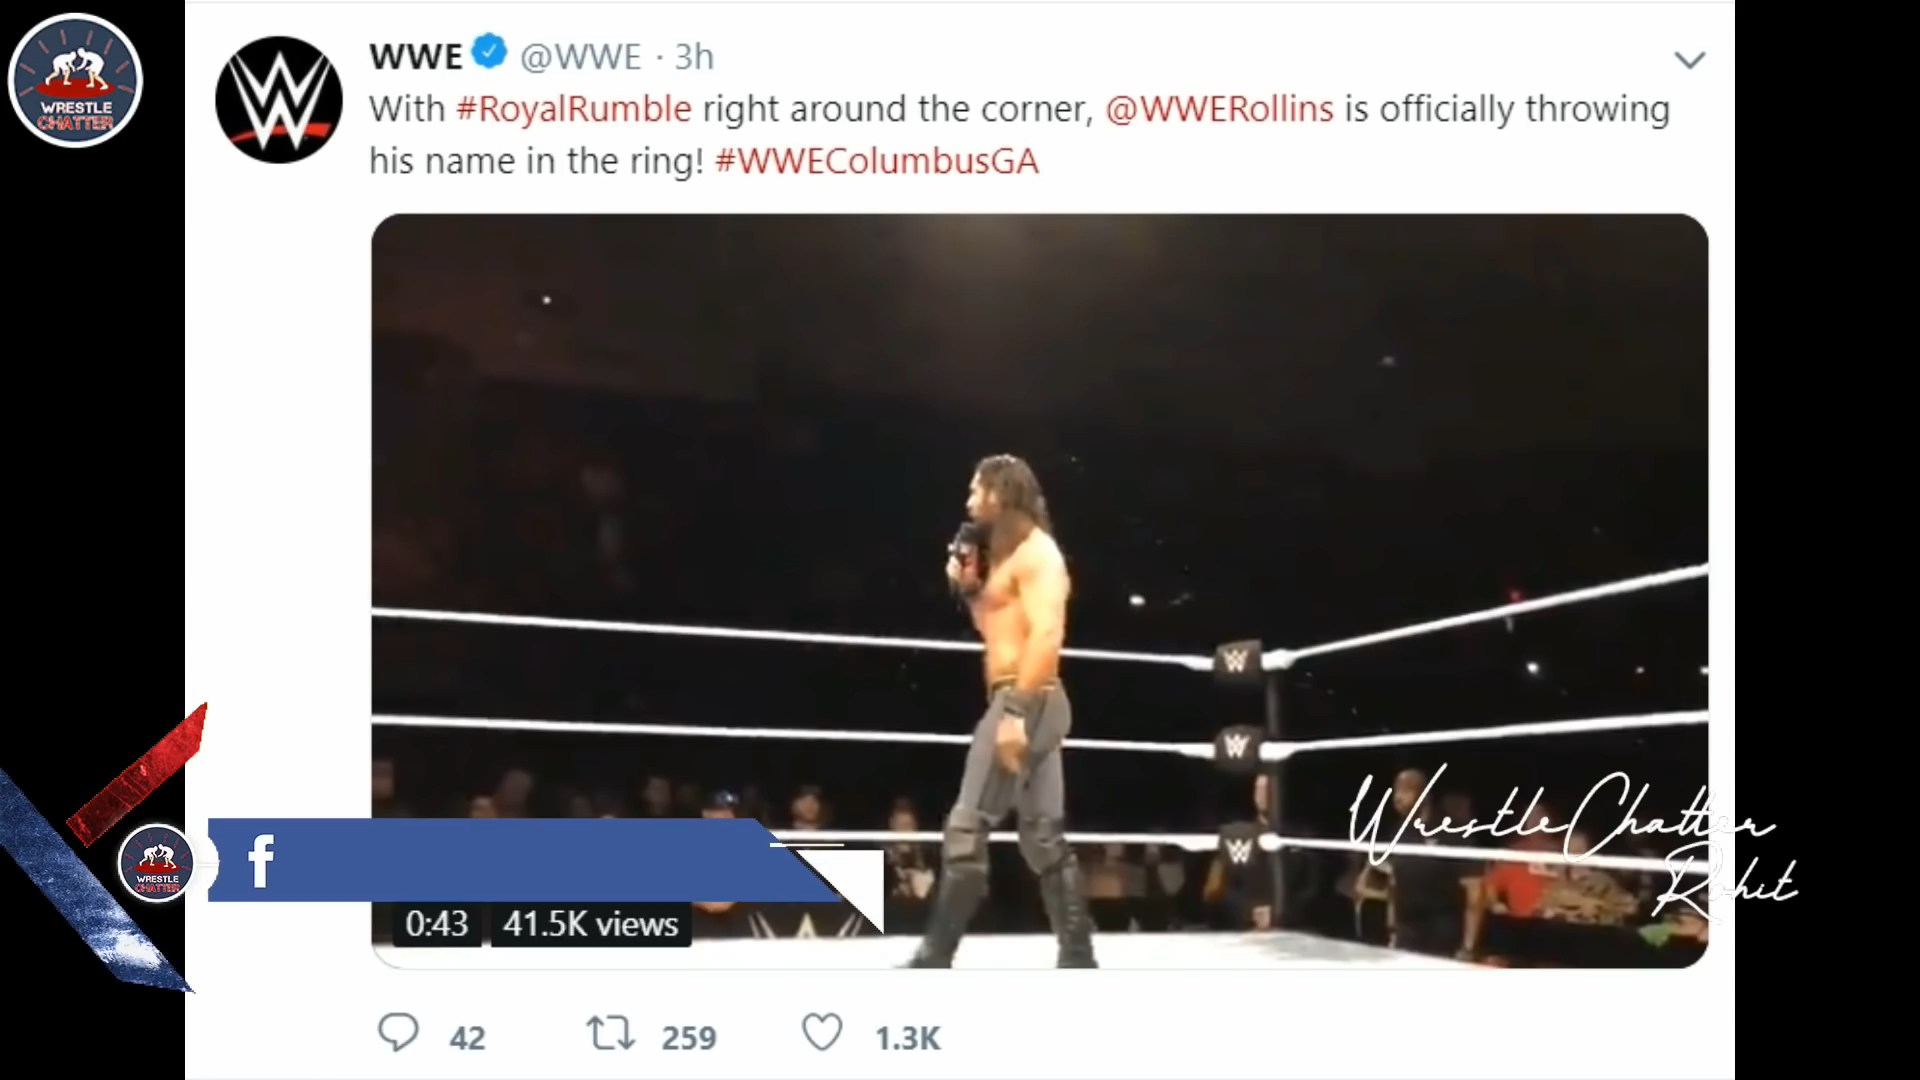 WRESTLE
CHATTER
WWE @WWE · 3h
With #RoyalRumble right around the corner, @WWERollins is officially throwing
his name in the ring! #WWEColumbusGA
W
W
W
WrestleChatter
Rohit
WRESTLE
CHATTER
f
0:43 41.5K views
42 259 1.3K